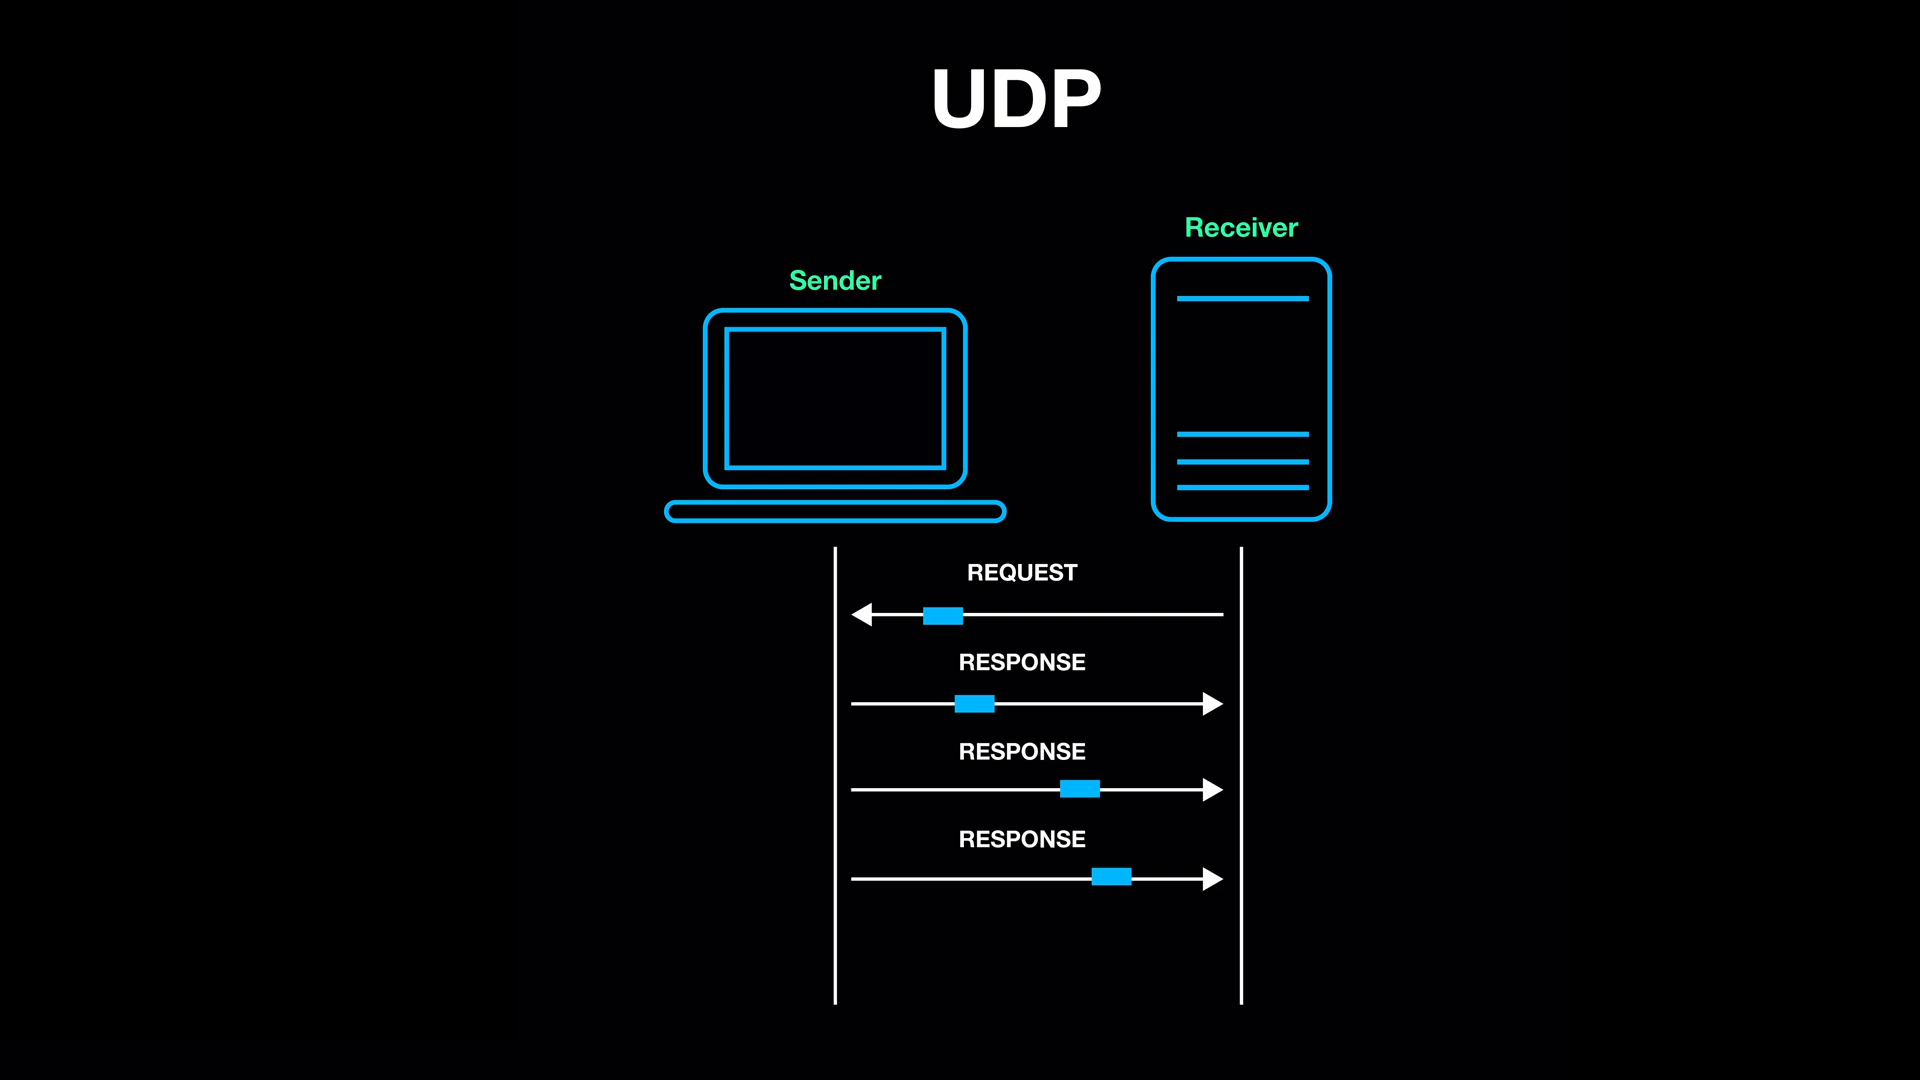 UDP
Receiver
Sender
REQUEST
RESPONSE
RESPONSE
RESPONSE